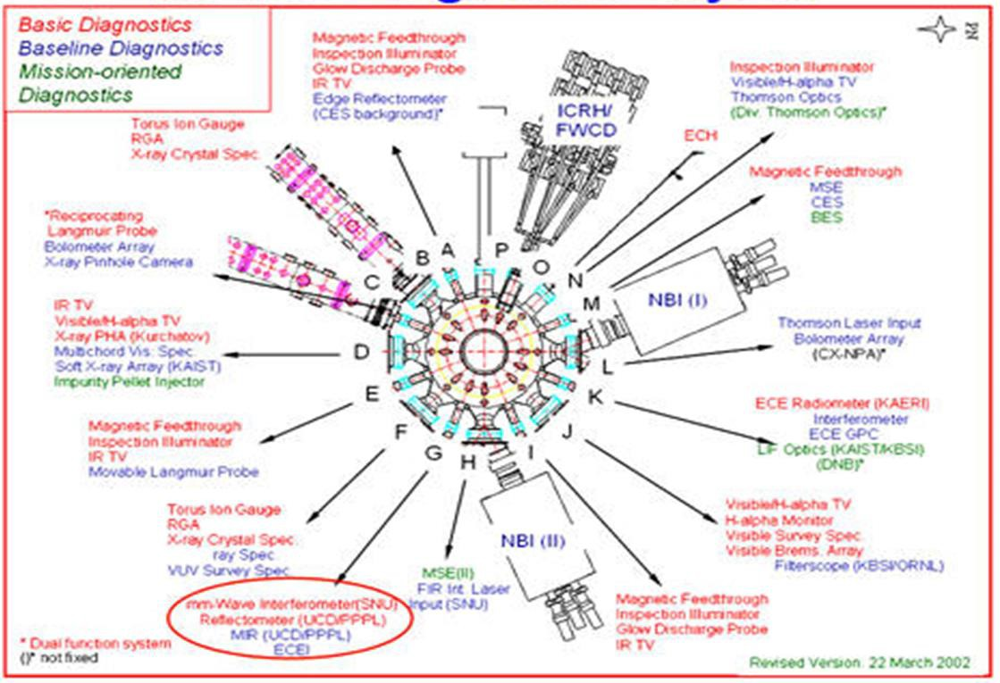 Basic Diagnostics
Baseline Diagnostics
Mission-oriented
Diagnostics
Magnetic Feedthrough
Inspection Illuminator
Glow Discharge Probe
IR TV
Edge Reflectometer
(CES background)*
ICRH/
FWCD
ECH
PN
Inspection Illuminator
Visible/H-alpha TV
Thomson Optics
(Div. Thomson Optics)*
Torus Ion Gauge
RGA
X-ray Crystal Spec.
Magnetic Feedthrough
MSE
CES
BES
*Reciprocating
Langmuir Probe
Bolometer Array
X-ray Pinhole Camera
A
B
C
D
E
F
G
H
I
J
K
L
M
N
O
P
NBI (I)
IR TV
Visible/H-alpha TV
X-ray PHA (Kurchatov)
Multichord Vis. Spec.
Soft X-ray Array (KAIST)
Impurity Pellet Injector
Thomson Laser Input
Bolometer Array
(CX-NPA)*
Magnetic Feedthrough
Inspection Illuminator
IR TV
Movable Langmuir Probe
ECE Radiometer (KAERI)
Interferometer
ECE GPC
LIF Optics (KAIST/KBSI)
(DNB)*
Torus Ion Gauge
RGA
X-ray Crystal Spec.
ray Spec.
VUV Survey Spec.
NBI (II)
Visible/H-alpha TV
H-alpha Monitor
Visible Survey Spec.
Visible Brems. Array
Filterscope (KBSI/ORNL)
MSE(II)
FIR Int. Laser
Input (SNU)
mm-Wave Interferometer(SNU)
Reflectometer (UCD/PPPL)
MIR (UCD/PPPL)
ECEI
Magnetic Feedthrough
Inspection Illuminator
Glow Discharge Probe
IR TV
* Dual function system
()* not fixed
Revised Version. 22 March 2002